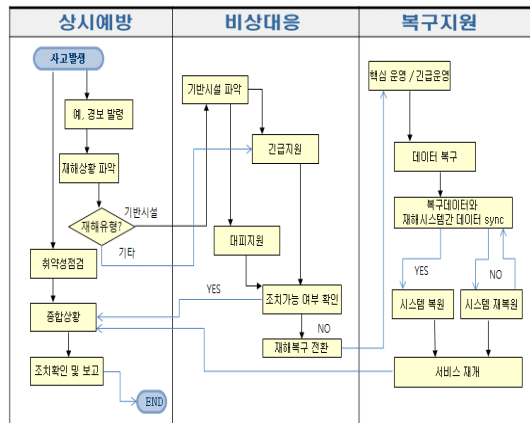 상시예방
비상대응
복구지원
사고발생
예, 경보 발령
재해상황 파악
재해유형?
기반시설
기타
취약성점검
종합상황
조치확인 및 보고
END
기반시설 파악
긴급지원
대피지원
조치가능 여부 확인
YES
NO
재해복구 전환
핵심 운영 / 긴급운영
데이터 복구
복구데이터와
재해시스템간 데이터 sync
YES
NO
시스템 복원
시스템 재복원
서비스 재개